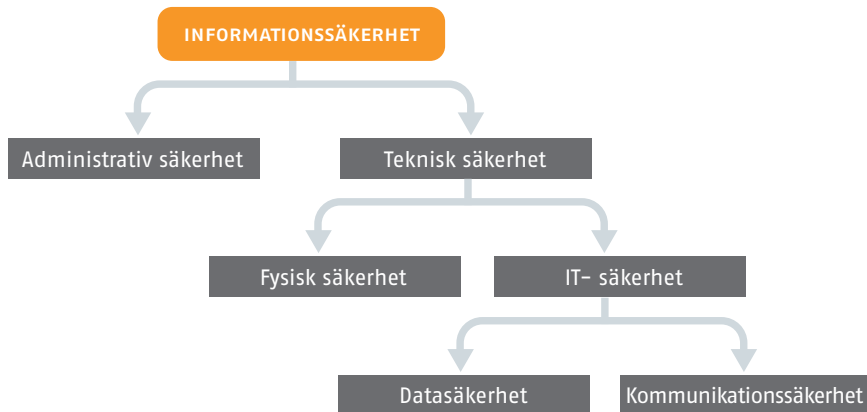 INFORMATIONSSÄKERHET
Administrativ säkerhet
Teknisk säkerhet
Fysisk säkerhet
IT- säkerhet
Datasäkerhet
Kommunikationssäkerhet